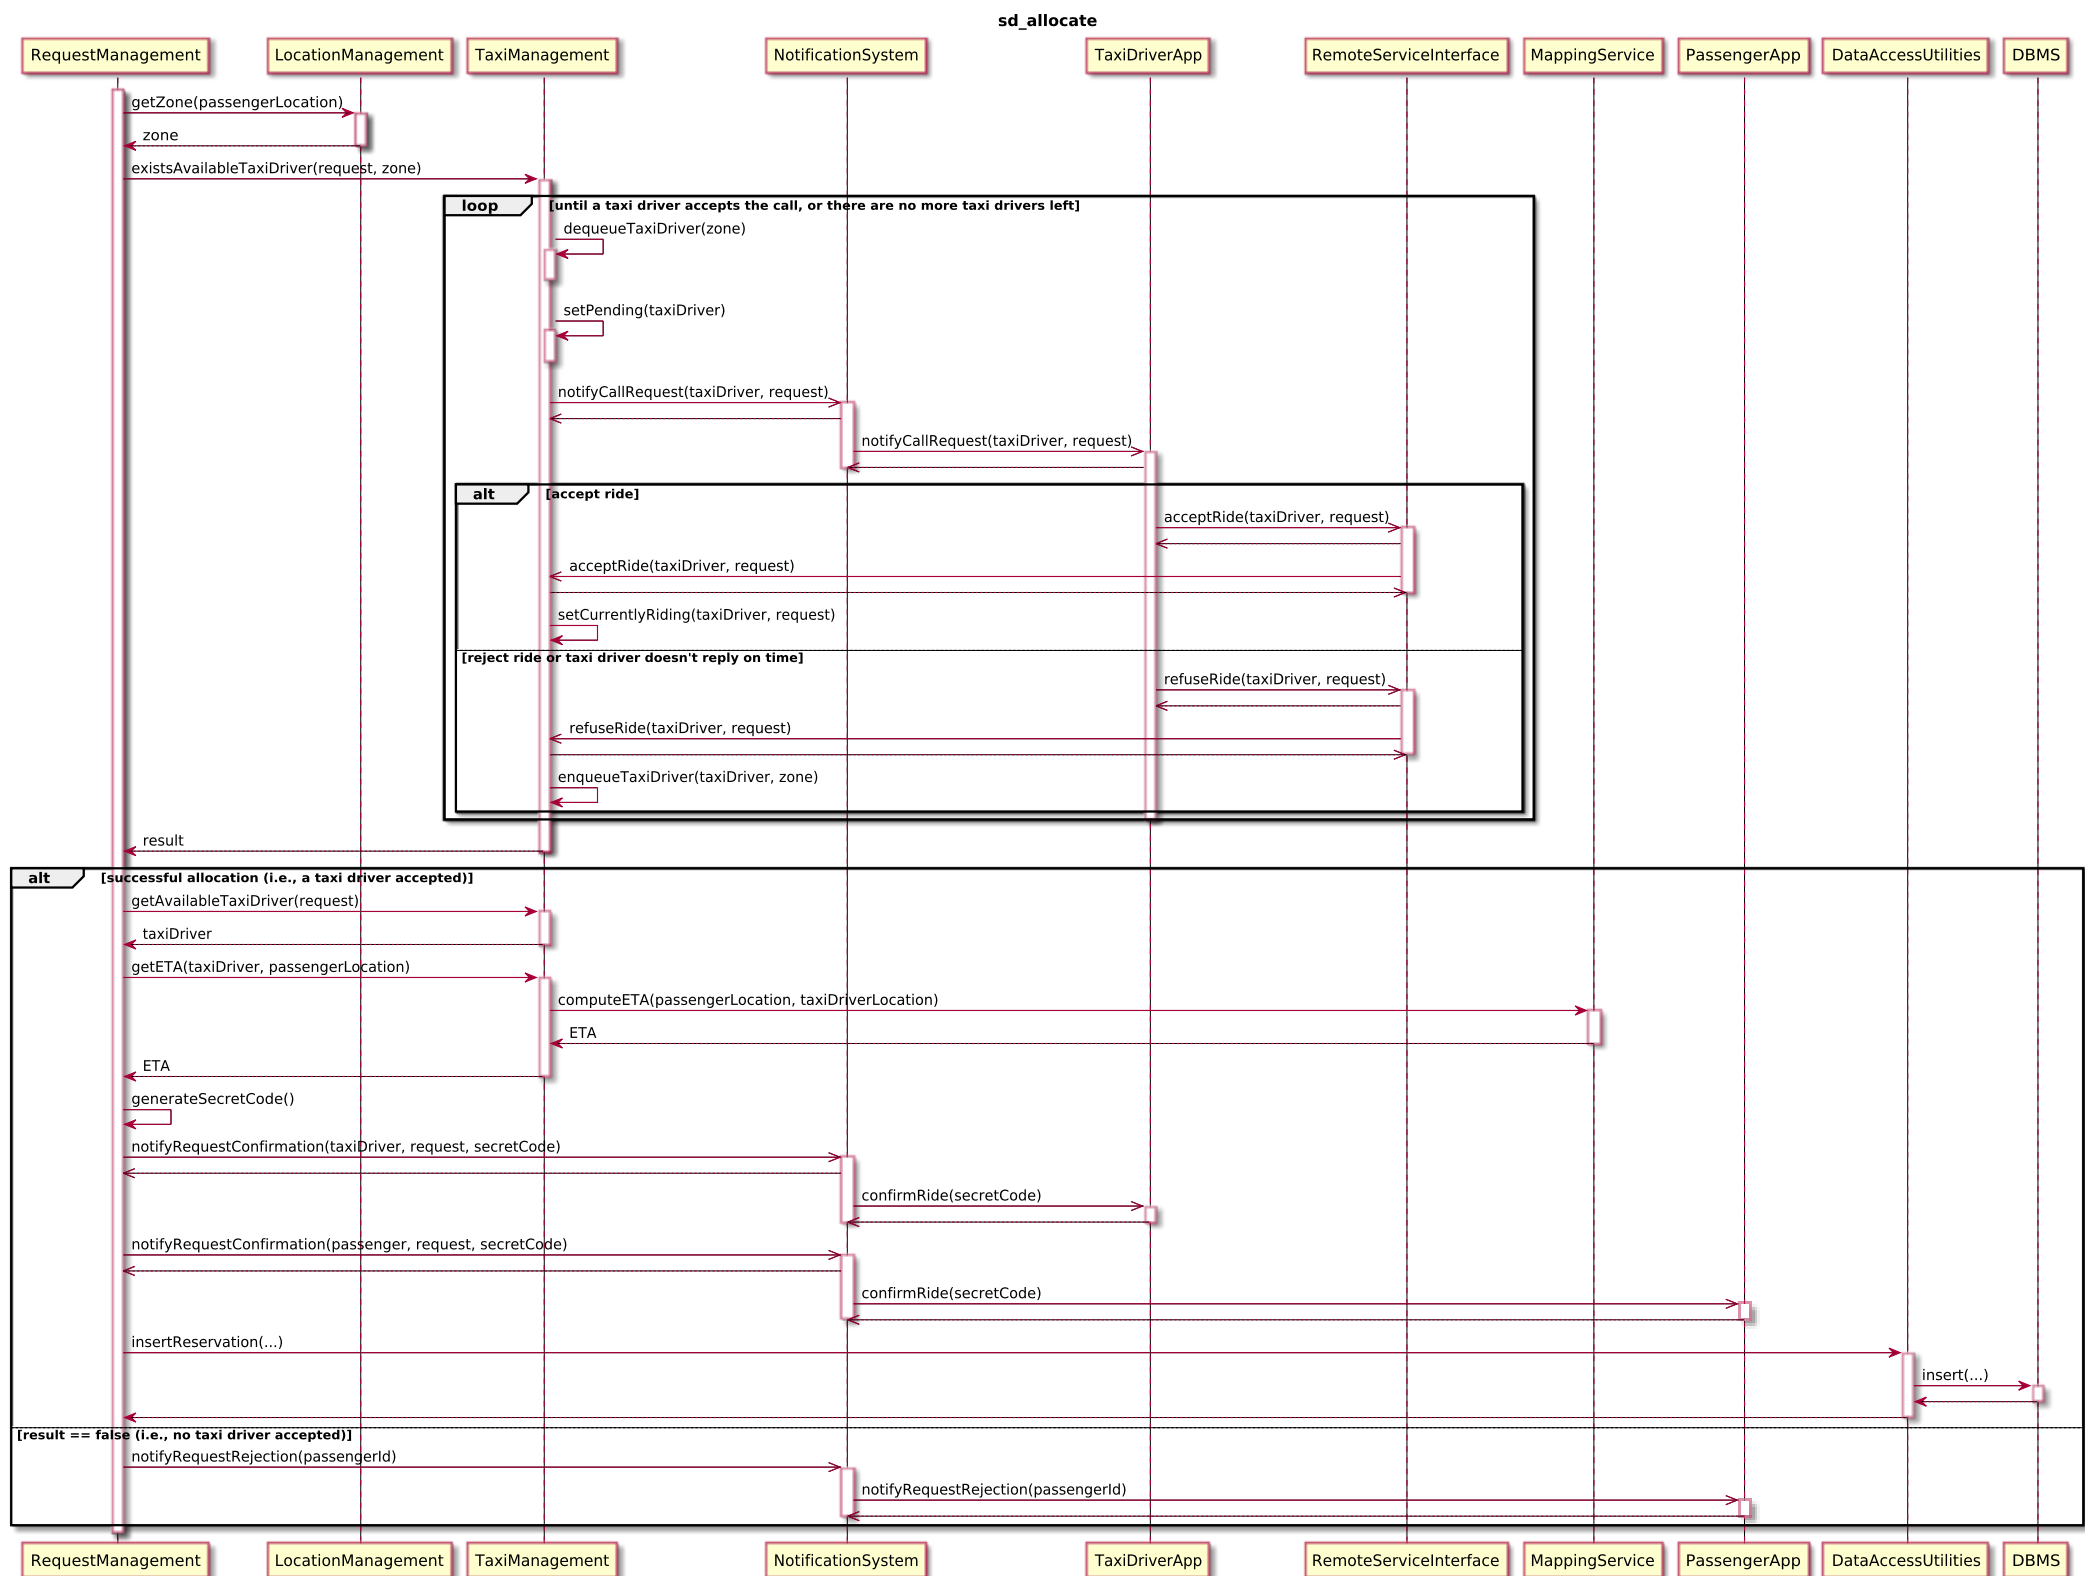 sd_allocate
RequestManagement LocationManagement TaxiManagement NotificationSystem TaxiDriverApp RemoteServiceInterface MappingService PassengerApp DataAccessUtilities DBMS
getZone(passengerLocation)
zone
existsAvailableTaxiDriver(request, zone)
loop [until a taxi driver accepts the call, or there are no more taxi drivers left]
dequeueTaxiDriver(zone)
setPending(taxiDriver)
notifyCallRequest(taxiDriver, request)
notifyCallRequest(taxiDriver, request)
alt [accept ride]
acceptRide(taxiDriver, request)
acceptRide(taxiDriver, request)
setCurrentlyRiding(taxiDriver, request)
[reject ride or taxi driver doesn't reply on time]
refuseRide(taxiDriver, request)
refuseRide(taxiDriver, request)
enqueueTaxiDriver(taxiDriver, zone)
result
alt [successful allocation (i.e., a taxi driver accepted)]
getAvailableTaxiDriver(request)
taxiDriver
getETA(taxiDriver, passengerLocation)
computeETA(passengerLocation, taxiDriverLocation)
ETA
ETA
generateSecretCode()
notifyRequestConfirmation(taxiDriver, request, secretCode)
confirmRide(secretCode)
notifyRequestConfirmation(passenger, request, secretCode)
confirmRide(secretCode)
insertReservation(...)
insert(...)
[result == false (i.e., no taxi driver accepted)]
notifyRequestRejection(passengerId)
notifyRequestRejection(passengerId)
RequestManagement LocationManagement TaxiManagement NotificationSystem TaxiDriverApp RemoteServiceInterface MappingService PassengerApp DataAccessUtilities DBMS